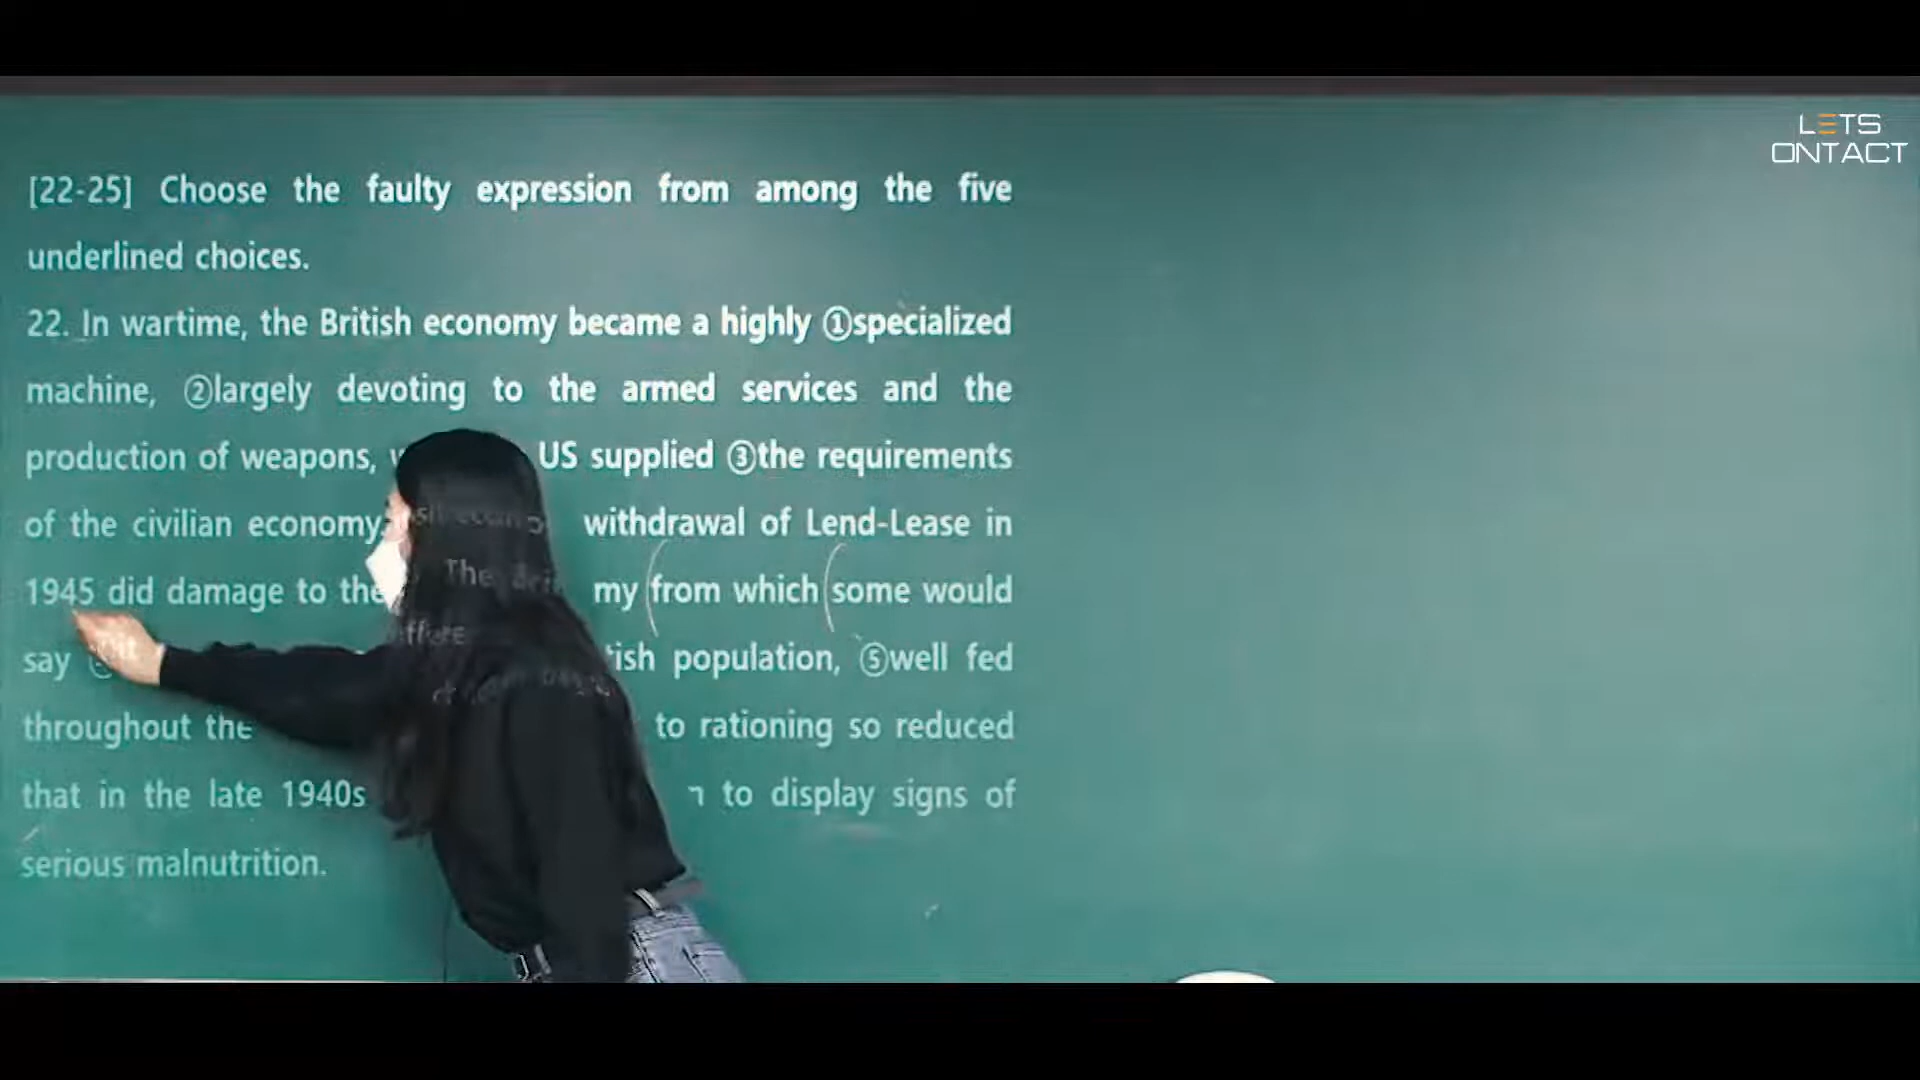 LETS
ONTACT
[22-25] Choose the faulty expression from among the five
underlined choices.
22. In wartime, the British economy became a highly ①specialized
machine, ②largely devoting to the armed services and the
production of weapons, US supplied ③the requirements
of the civilian economy. withdrawal of Lend-Lease in
1945 did damage to the my from which some would
say population, ⑤well fed
throughout the to rationing so reduced
that in the late 1940s to display signs of
serious malnutrition.